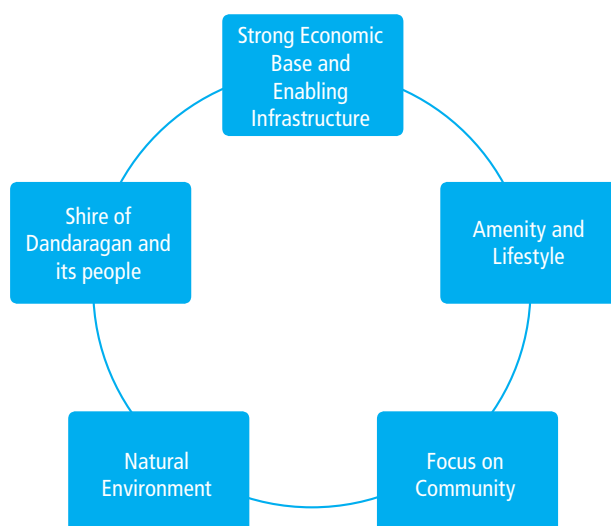 Strong Economic
Base and
Enabling
Infrastructure
Amenity and
Lifestyle
Focus on
Community
Natural
Environment
Shire of
Dandaragan and
its people